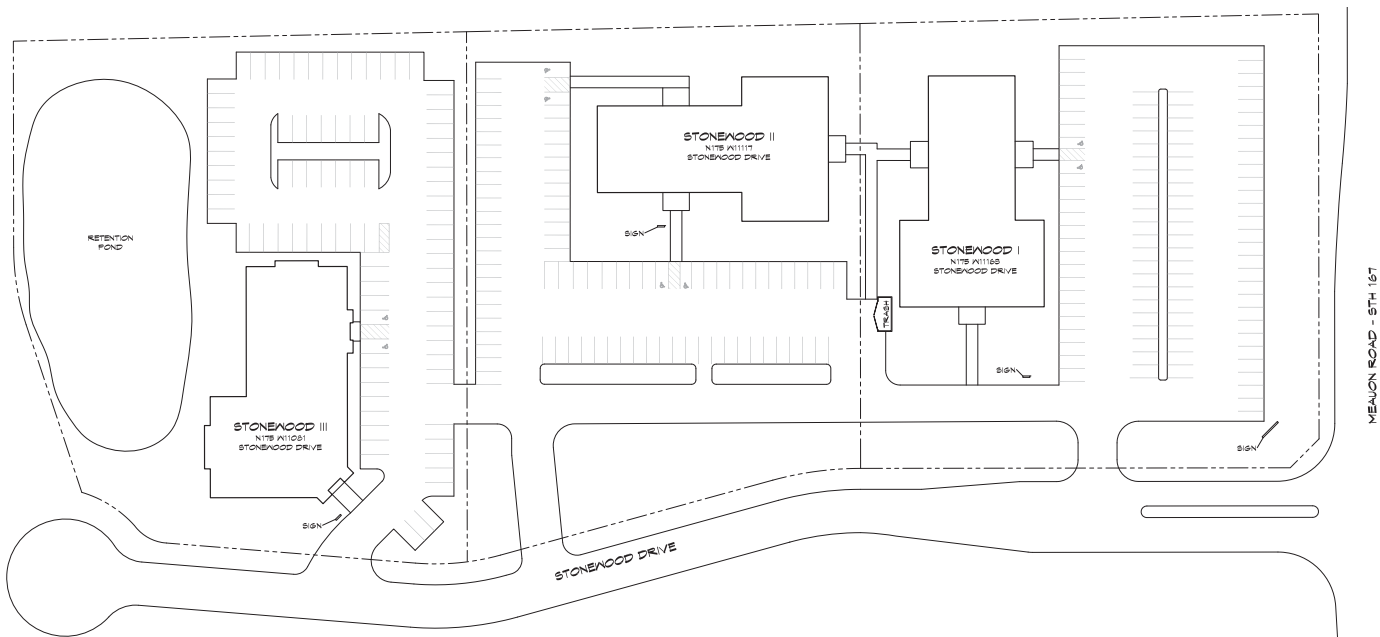 STONEWOOD II
N175 W11117
STONEWOOD DRIVE
RETENTION
POND
SIGN
STONEWOOD I
N175 W11163
STONEWOOD DRIVE
TRASH
SIGN
MEAUON ROAD - STH 167
STONEWOOD III
N175 W11081
STONEWOOD DRIVE
SIGN
SIGN
STONEWOOD DRIVE